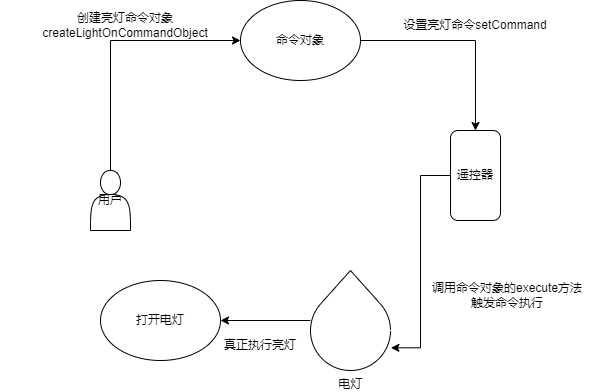 创建亮灯命令对象
createLightOnCommandObject
命令对象
设置亮灯命令setCommand
遥控器
用户
调用命令对象的execute方法
触发命令执行
打开电灯
真正执行亮灯
电灯